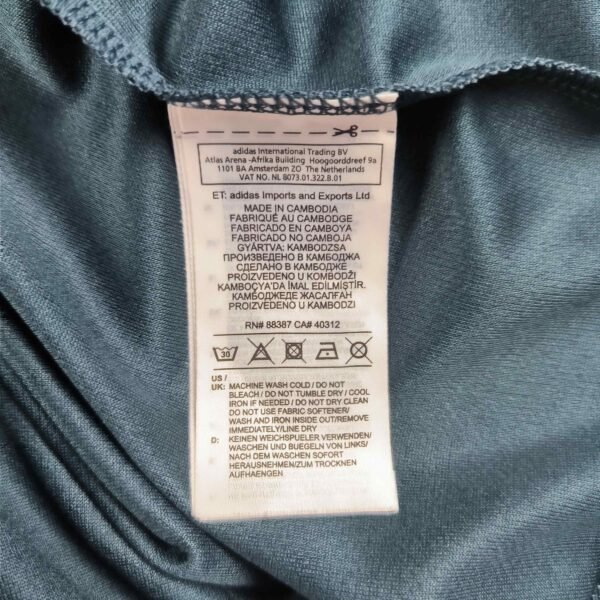 adidas International Trading BV
Atlas Arena -Afrika Building Hoogoorddreef 9a
1101 BA Amsterdam ZO The Netherlands
VAT NO. NL 8073.01.322.B.01
ET: adidas Imports and Exports Ltd
MADE IN CAMBODIA
FABRIQUÉ AU CAMBODGE
FABRICADO EN CAMBOYA
FABRICADO NO CAMBOJA
GYÁRTVA: KAMBODZSA
ПРОИЗВЕДЕНО В КАМБОДЖА
СДЕЛАНО В КАМБОДЖЕ
PROIZVEDENO U KOMBODŽI
KAMBOÇYA'DA İMAL EDİLMİŞTİR.
КАМБОДЖЕДЕ ЖАСАЛҒАН
PROIZVEDENO U KAMBODZI
RN# 88387 CA# 40312
30
US /
UK: MACHINE WASH COLD / DO NOT
BLEACH / DO NOT TUMBLE DRY / COOL
IRON IF NEEDED / DO NOT DRY CLEAN
DO NOT USE FABRIC SOFTENER/
WASH AND IRON INSIDE OUT/REMOVE
IMMEDIATELY/LINE DRY
D: KEINEN WEICHSPUELER VERWENDEN/
WASCHEN UND BUEGELN VON LINKS/
NACH DEM WASCHEN SOFORT
HERAUSNEHMEN/ZUM TROCKNEN
AUFHAENGEN